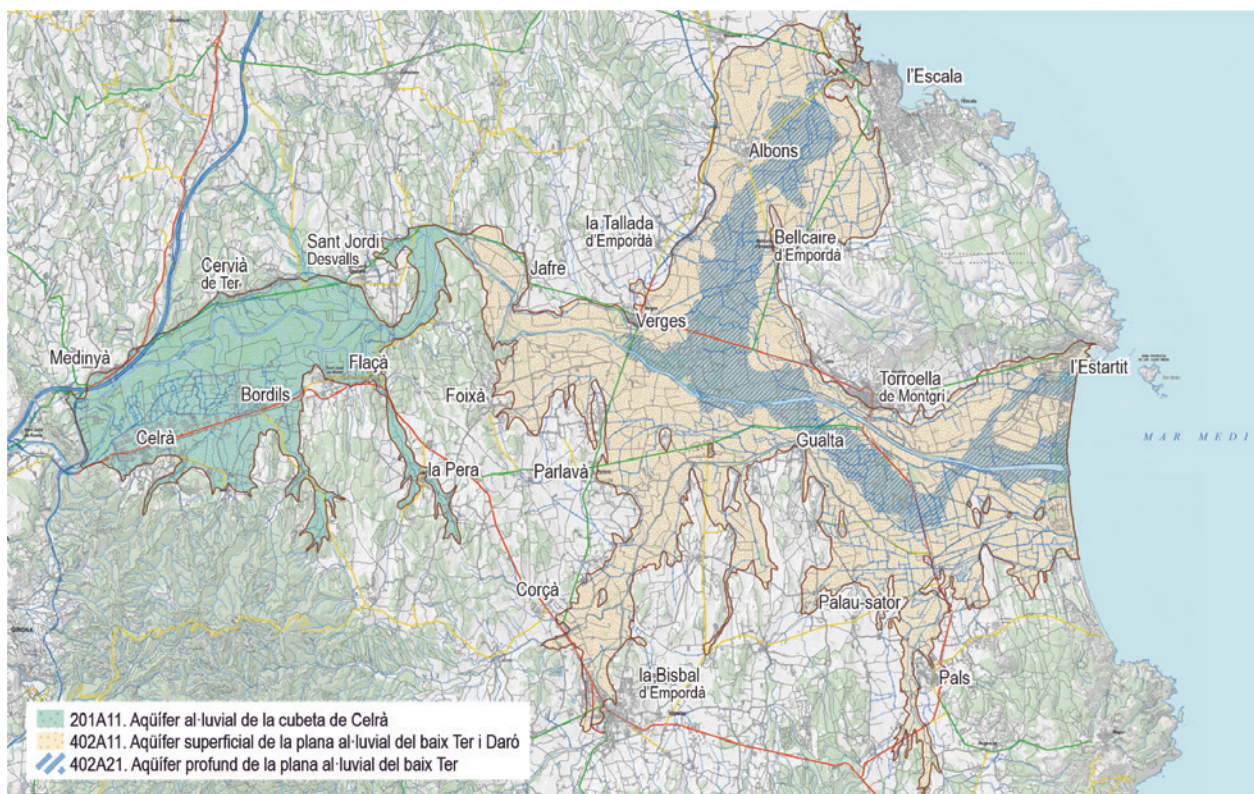 l'Escala
l'Escala
Albons
la Tallada
d'Empordà
Bellcaire
d'Empordà
Sant Jordi
Desvalls
Jafre
Cervià
de Ter
Verges
Medinyà
Flaçà
l'Estartit
Bordils
Foixà
Torroella
de Montgrí
Celrà
Gualta
MAR MEDI
la Pera
Parlavà
Corçà
Palau-sator
la Bisbal
d'Empordà
Pals
GIRONA
201A11. Aqüífer al·luvial de la cubeta de Celrà
402A11. Aqüífer superficial de la plana al·luvial del baix Ter i Daró
402A21. Aqüífer profund de la plana al·luvial del baix Ter